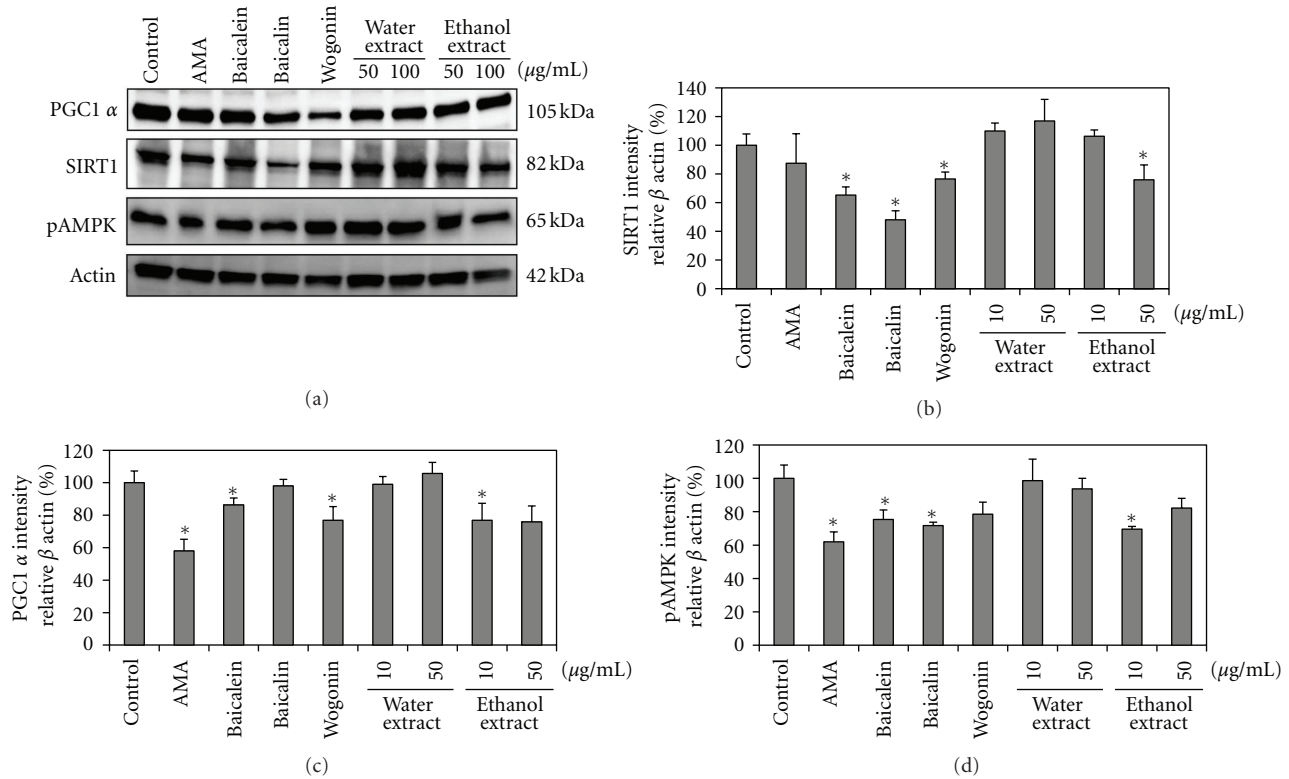 Control
AMA
Baicalein
Baicalin
Wogonin
Water
extract
Ethanol
extract
50 100 50 100 (μg/mL)
PGC1 α 105 kDa
SIRT1 82 kDa
pAMPK 65 kDa
Actin 42 kDa
(a)
SIRT1 intensity
relative β actin (%)
120
100
80
60
40
20
0
* * * *
Control
AMA
Baicalein
Baicalin
Wogonin
10 50 10 50 (μg/mL)
Water
extract
Ethanol
extract
(b)
PGC1 α intensity
relative β actin (%)
120
100
80
60
40
20
0
* * * *
Control
AMA
Baicalein
Baicalin
Wogonin
10 50 10 50 (μg/mL)
Water
extract
Ethanol
extract
(c)
pAMPK intensity
relative β actin (%)
120
100
80
60
40
20
0
* * * *
Control
AMA
Baicalein
Baicalin
Wogonin
10 50 10 50 (μg/mL)
Water
extract
Ethanol
extract
(d)